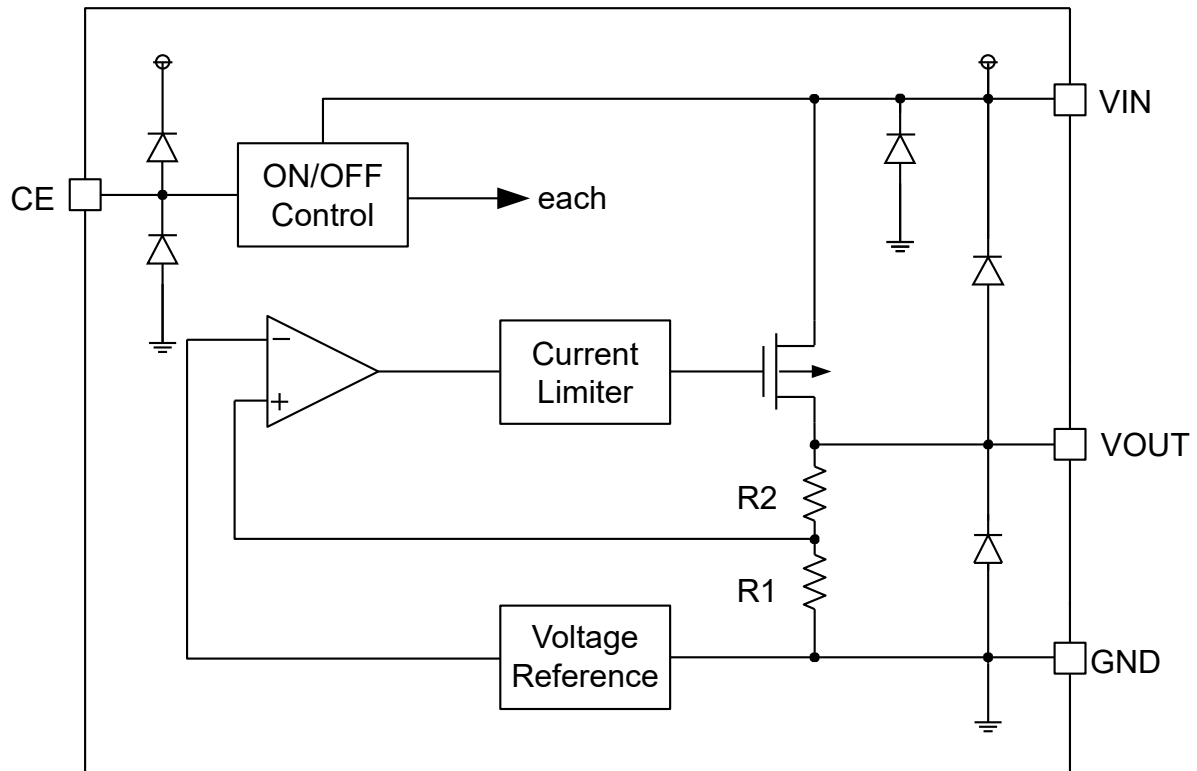 VIN
CE
ON/OFF
Control
each
−
+
Current
Limiter
VOUT
R2
R1
Voltage
Reference
GND